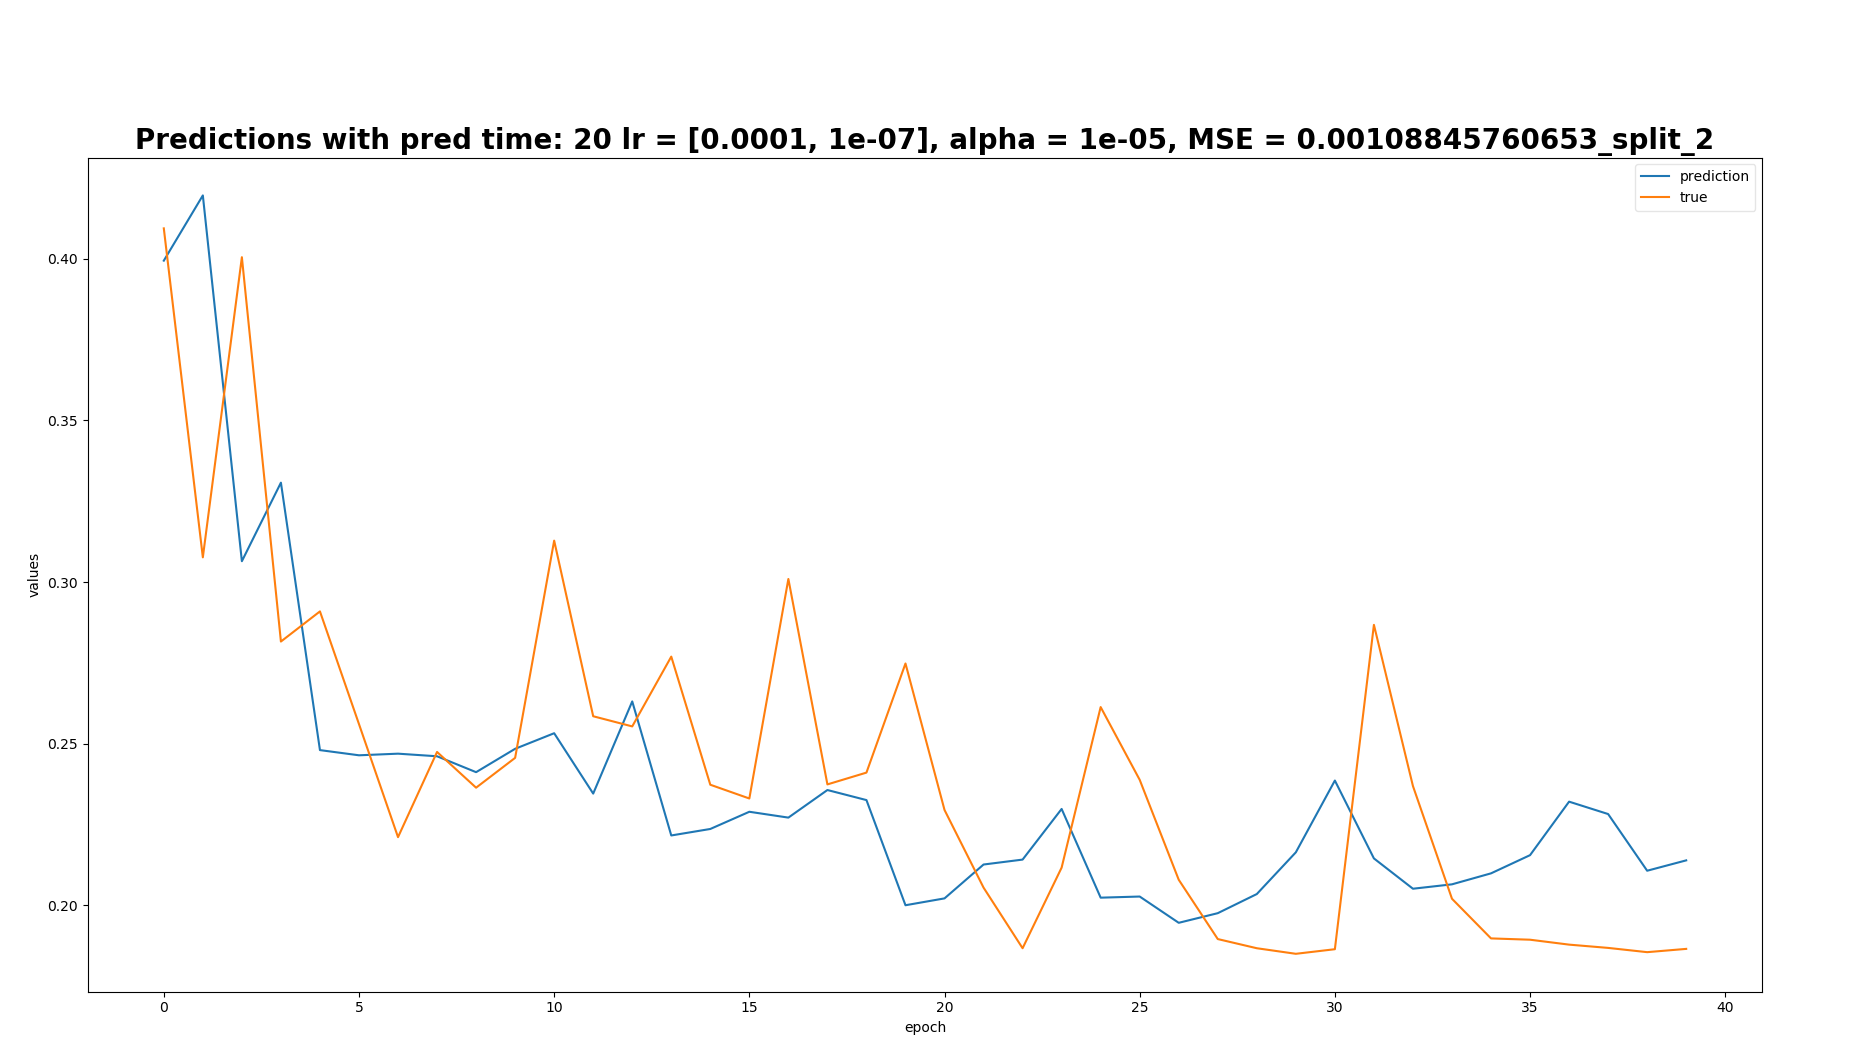 Predictions with pred time: 20 lr = [0.0001, 1e-07], alpha = 1e-05, MSE = 0.00108845760653_split_2
prediction
true
0.40
0.35
0.30
0.25
0.20
values
0 5 10 15 20 25 30 35 40
epoch